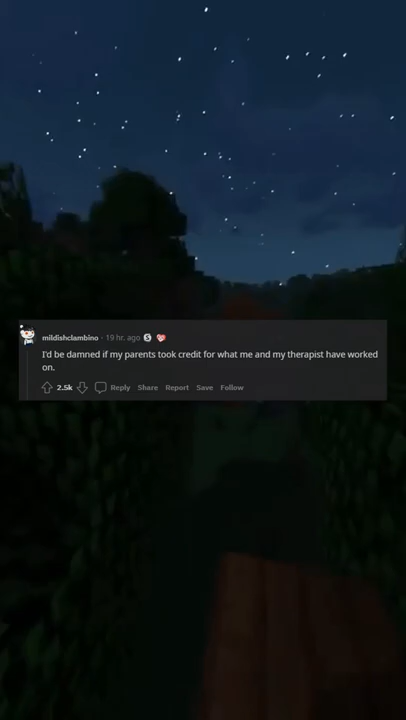 mildishclambino · 19 hr. ago
I'd be damned if my parents took credit for what me and my therapist have worked
on.
2.5k Reply Share Report Save Follow